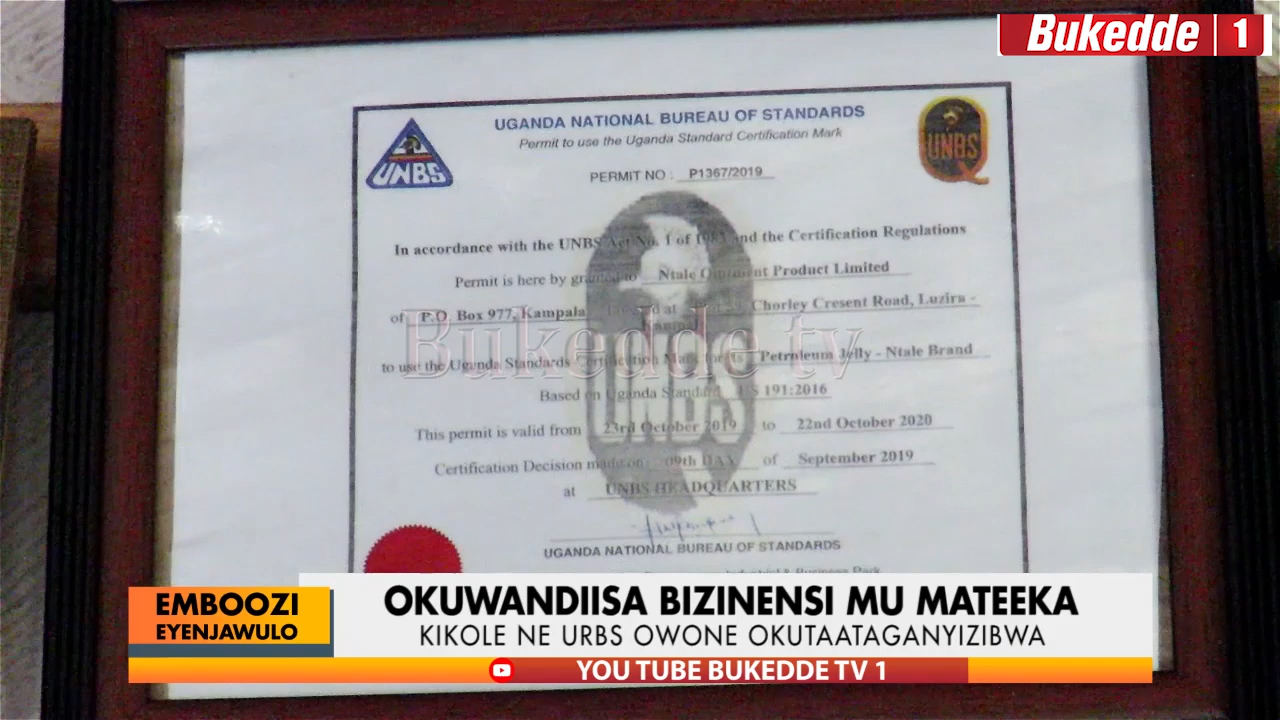 Bukedde 1
UGANDA NATIONAL BUREAU OF STANDARDS
Permit to use the Uganda Standard Certification Mark
UNBS
UNBS
PERMIT NO : P1367/2019
In accordance with the UNBS Act No. 1 of and the Certification Regulations
Permit is here by granted to Ntale Ointment Product Limited
of P.O. Box 977, Kampala at Chorley Cresent Road, Luzira -
Bukedde tv
to use the Uganda Standards Certification Mark for Petroleum Jelly - Ntale Brand
Based on Uganda Standard US 191:2016
UNBS
This permit is valid from 23rd October 2019 to 22nd October 2020
Certification Decision made on 09th DAY of September 2019
at UNBS HEADQUARTERS
UGANDA NATIONAL BUREAU OF STANDARDS
& Business Park
EMBOOZI
EYENJAWULO
OKUWANDIISA BIZINENSI MU MATEEKA
KIKOLE NE URBS OWONE OKUTAATAGANYIZIBWA
YOU TUBE BUKEDDE TV 1